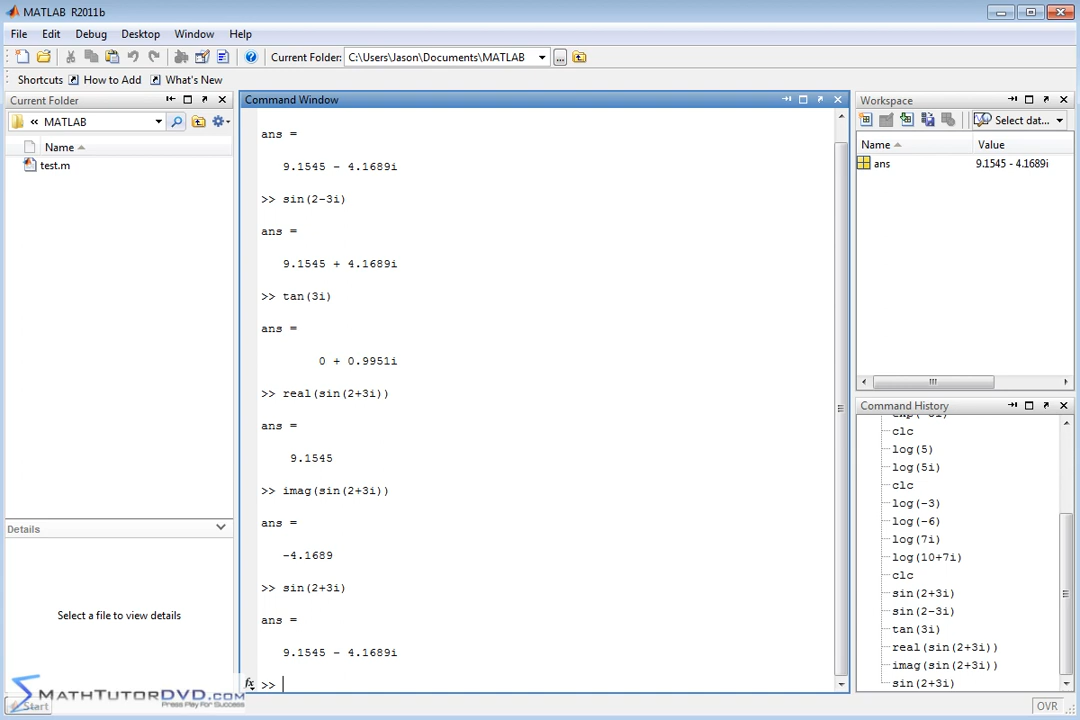 MATLAB R2011b
File Edit Debug Desktop Window Help
Current Folder: C:\Users\Jason\Documents\MATLAB ...
Shortcuts How to Add What's New
Current Folder
« MATLAB
Name
test.m
Details
Select a file to view details
Command Window
ans =
9.1545 - 4.1689i
>> sin(2-3i)
ans =
9.1545 + 4.1689i
>> tan(3i)
ans =
0 + 0.9951i
>> real(sin(2+3i))
ans =
9.1545
>> imag(sin(2+3i))
ans =
-4.1689
>> sin(2+3i)
ans =
9.1545 - 4.1689i
fx >>
Workspace
Select dat...
Name Value
ans 9.1545 - 4.1689i
Command History
exp(-3i)
clc
log(5)
log(5i)
clc
log(-3)
log(-6)
log(7i)
log(10+7i)
clc
sin(2+3i)
sin(2-3i)
tan(3i)
real(sin(2+3i))
imag(sin(2+3i))
sin(2+3i)
MATHTUTORDVD.COM
Press Play For Success
Start
OVR